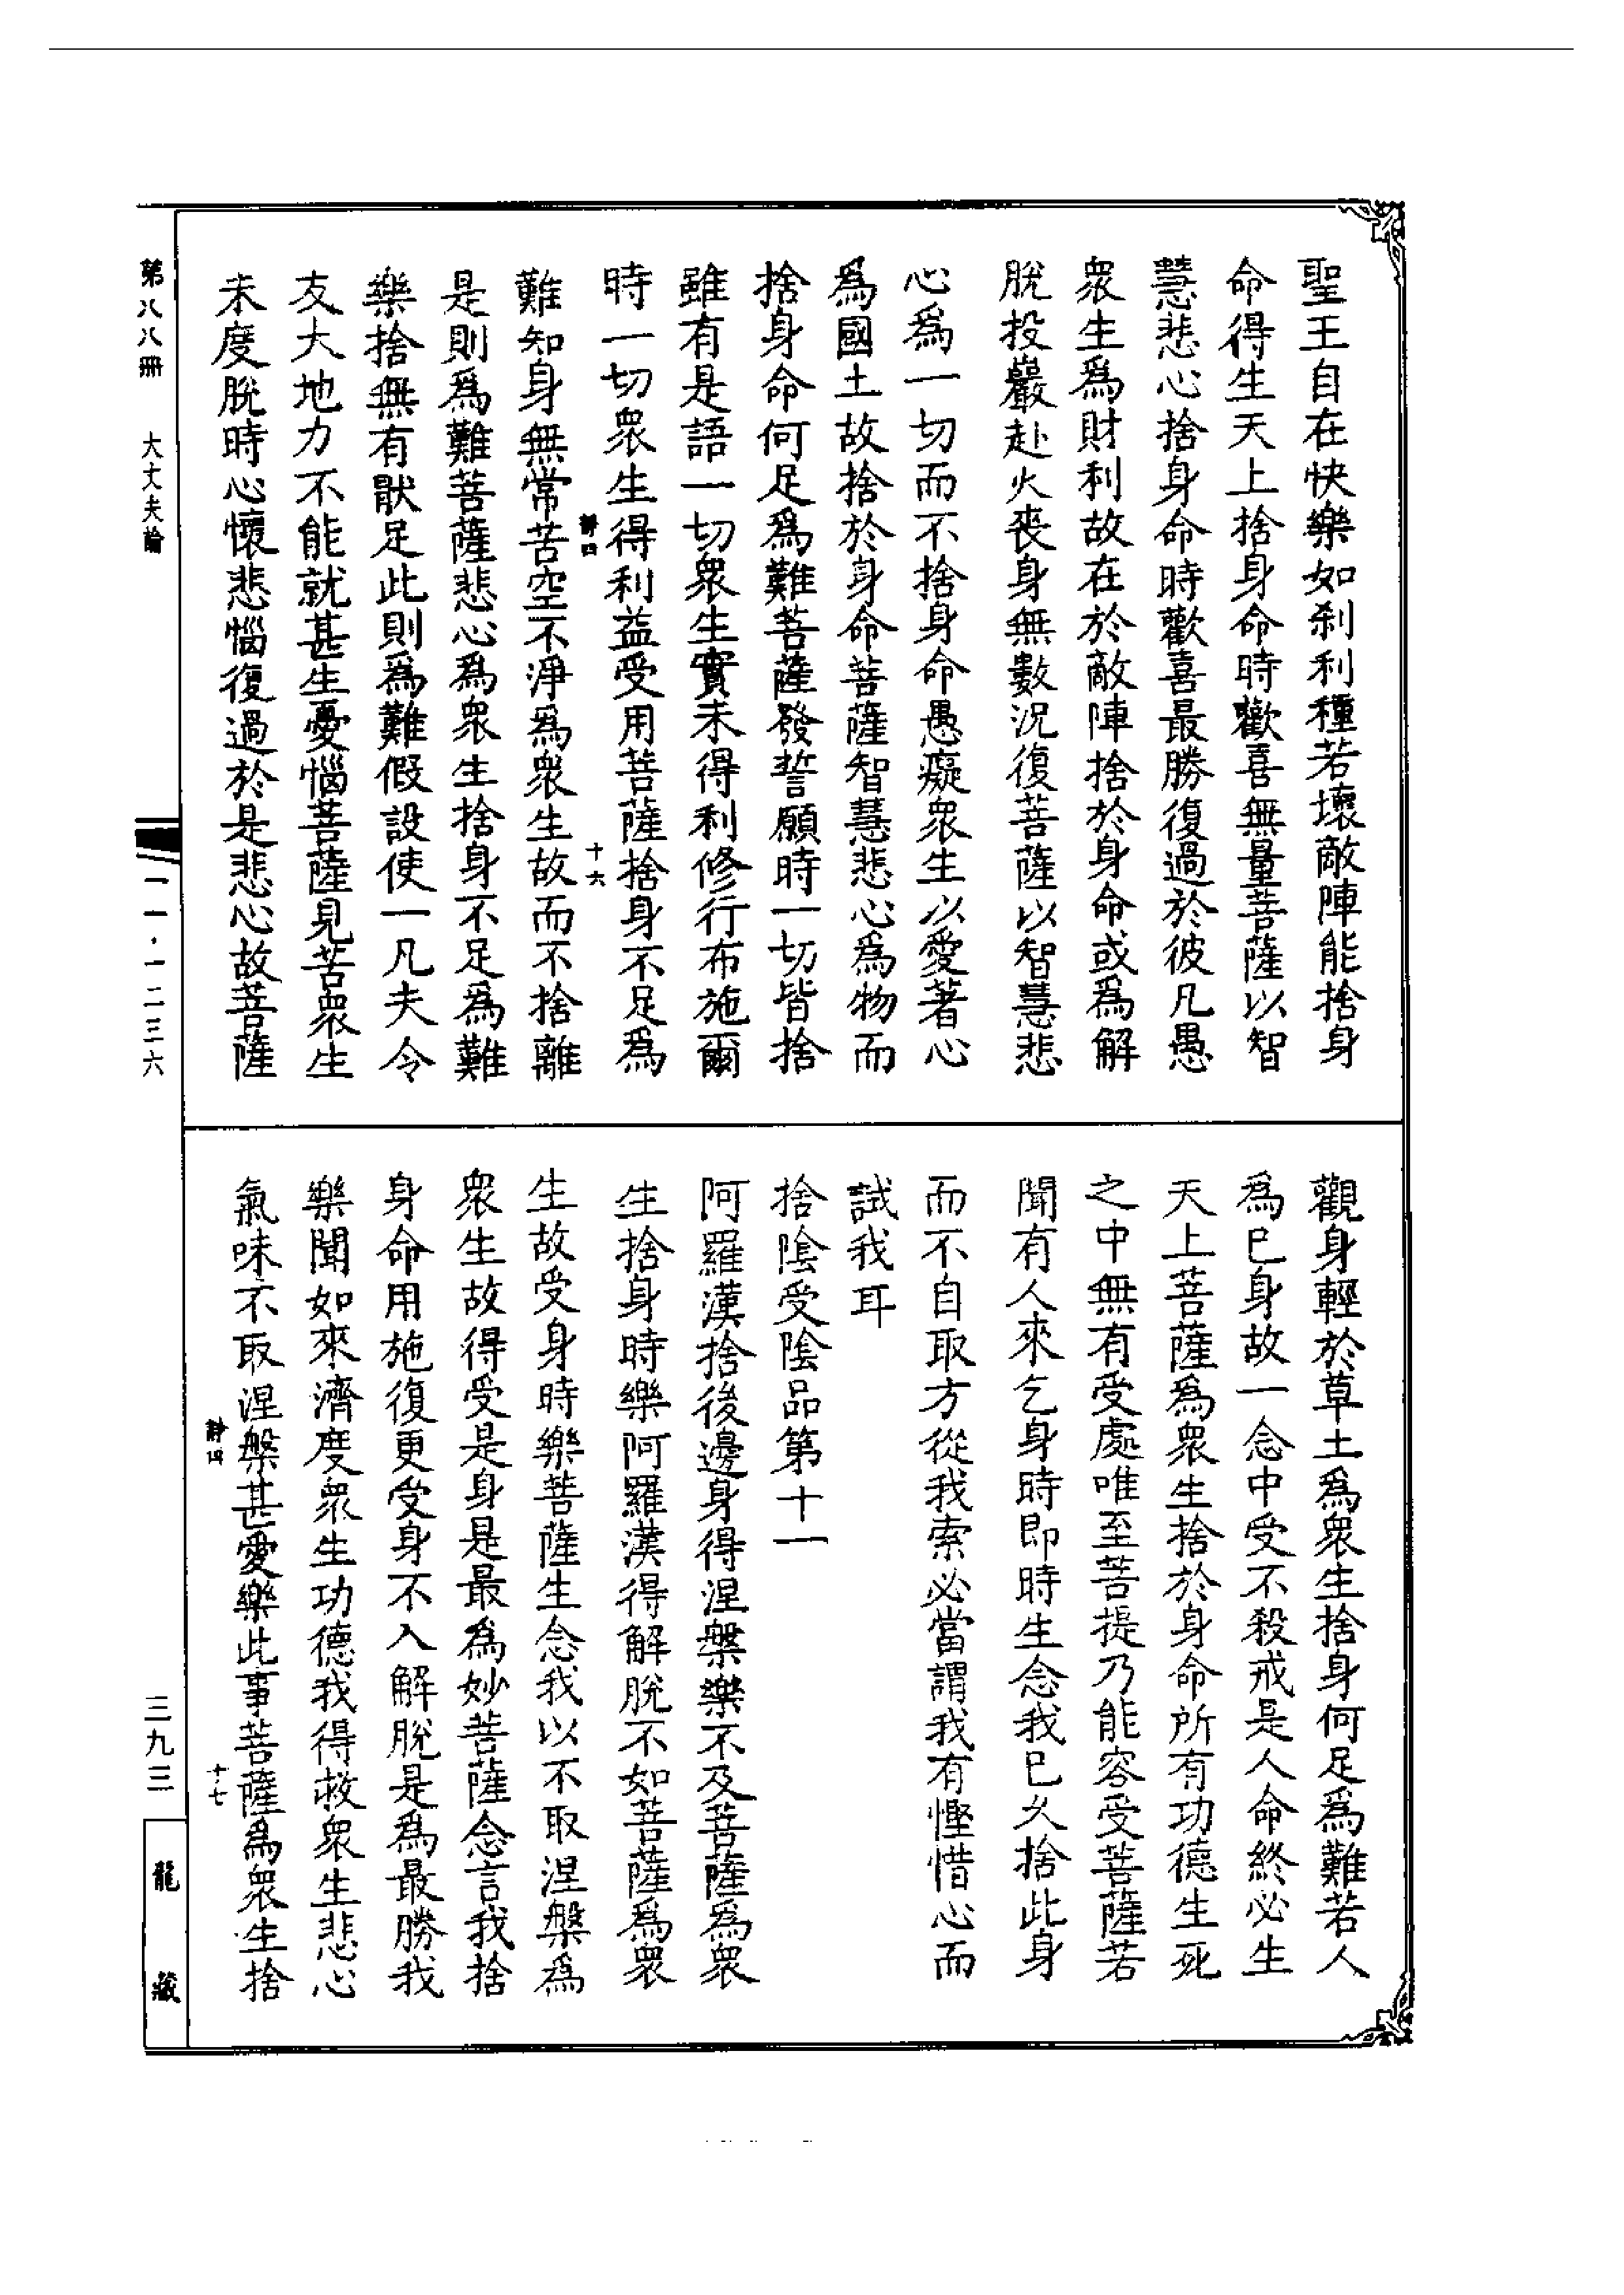 聖王自在快樂如刹利種若壞敵陣能捨身
命得生天上捨身命時歡喜無量菩薩以智
慧悲心捨身命時歡喜最勝復過於彼凡愚
衆生爲財利故在於敵陣捨於身命或爲解
脫投巖赴火喪身無數況復菩薩以智慧悲
心爲一切而不捨身命愚癡衆生以愛著心
爲國土故捨於身命菩薩智慧悲心爲物而
捨身命何足爲難菩薩發誓願時一切皆捨
雖有是語一切衆生實未得利修行布施爾
時一切衆生得利益受用菩薩捨身不足爲
靜四
十六
難知身無常苦空不淨爲衆生故而不捨離
是則爲難菩薩悲心爲衆生捨身不足爲難
樂捨無有猒足此則爲難假設使一凡夫令
友大地力不能就甚生憂惱菩薩見苦衆生
未度脫時心懷悲惱復過於是悲心故菩薩
觀身輕於草土爲衆生捨身何足爲難若人
爲已身故一念中受不殺戒是人命終必生
天上菩薩爲衆生捨於身命所有功德生死
之中無有受處唯至菩提乃能容受菩薩若
聞有人來乞身時即時生念我已久捨此身
而不自取方從我索必當謂我有慳惜心而
試我耳
捨陰受陰品第十一
阿羅漢捨後邊身得涅槃樂不及菩薩爲衆
生捨身時樂阿羅漢得解脫不如菩薩爲衆
生故受身時樂菩薩生念我以不取涅槃爲
衆生故得受是身是最爲妙菩薩念言我捨
身命用施復更受身不入解脫是爲最勝我
樂聞如來濟度衆生功德我得救衆生悲心
氣味不取涅槃甚愛樂此事菩薩爲衆生捨
靜四
十七
第八八冊
大丈夫論
一一·一二三六
三九三
龍藏